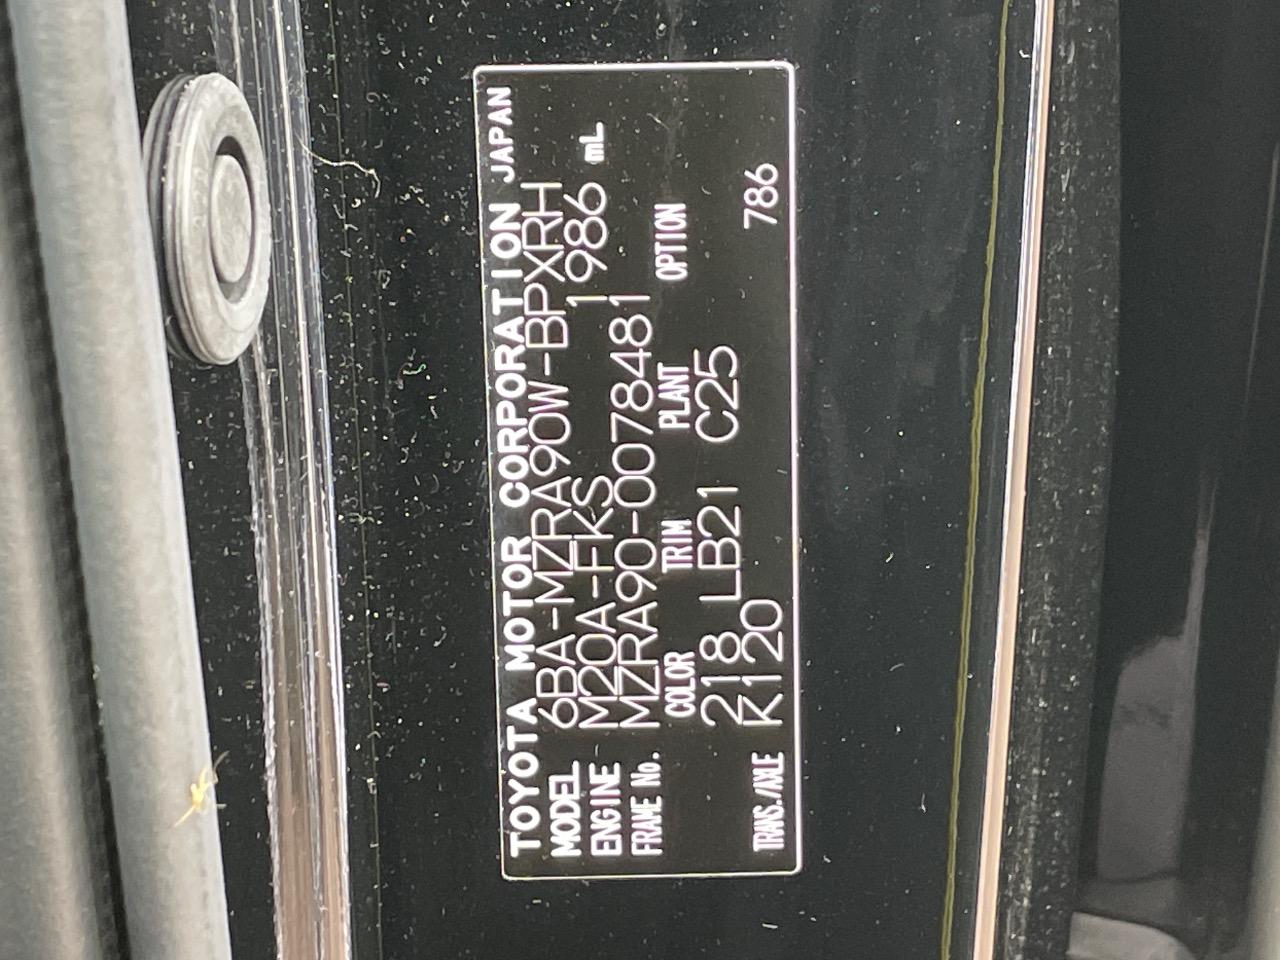 TOYOTA MOTOR CORPORATION JAPAN
MODEL 6BA-MZRA90W-BPXRH
ENGINE M20A-FKS 1986 mL
FRAME No. MZRA90-0078481
COLOR TRIM PLANT OPTION
218 LB21 C25
TRANS./AXLE K120 786